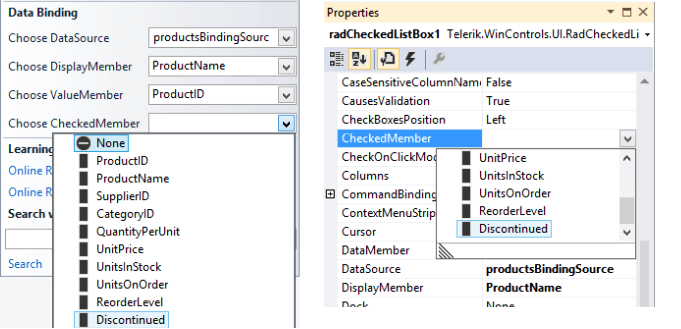 Data Binding
Choose DataSource productsBindingSourc
Choose DisplayMember ProductName
Choose ValueMember ProductID
Choose CheckedMember
None
ProductID
ProductName
SupplierID
CategoryID
QuantityPerUnit
UnitPrice
UnitsInStock
UnitsOnOrder
ReorderLevel
Discontinued
Learning
Online R
Online R
Search
Search
Properties
radCheckedListBox1 Telerik.WinControls.UI.RadCheckedLi
CaseSensitiveColumnName False
CausesValidation True
CheckBoxesPosition Left
CheckedMember
CheckOnClickMod
Columns
CommandBinding
ContextMenuStrip
Cursor
UnitPrice
UnitsInStock
UnitsOnOrder
ReorderLevel
Discontinued
DataMember
DataSource productsBindingSource
DisplayMember ProductName
Dock None